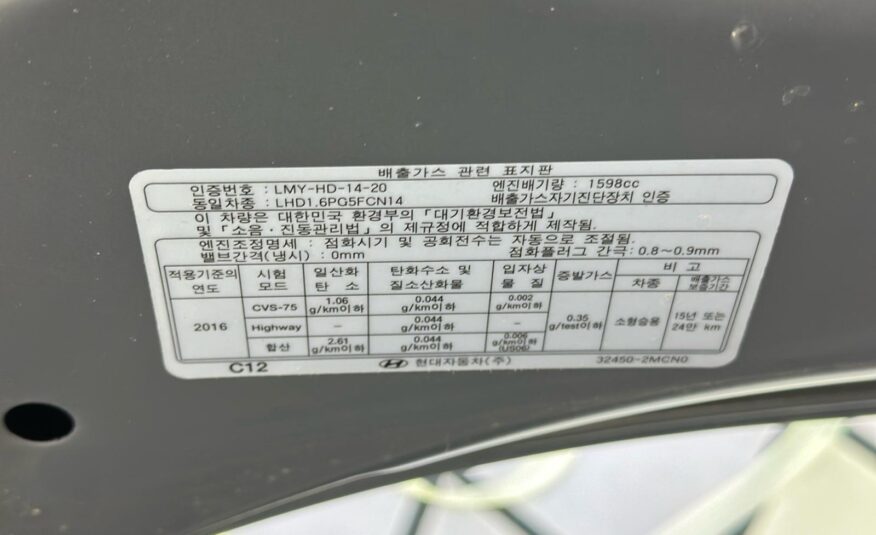 배출가스 관련 표지판
인증번호 : LMY-HD-14-20 엔진배기량 : 1598cc
동일차종 : LHD1.6PG5FCN14 배출가스자기진단장치 인증
이 차량은 대한민국 환경부의 「대기환경보전법」
및 「소음·진동관리법」의 제규정에 적합하게 제작됨.
엔진조정명세 : 점화시기 및 공회전수는 자동으로 조절됨.
밸브간격(냉시) : 0mm 점화플러그 간극 : 0.8~0.9mm
적용기준의 연도 시험 모드 일산화 탄소 탄화수소 및 질소산화물 입자상 물질 증발가스 비고
차종 배출가스 보증기간
2016 CVS-75 1.06 g/km이하 0.044 g/km이하 0.002 g/km이하 0.35 g/test이하 소형승용 15년 또는 24만 km
Highway - 0.044 g/km이하 -
합산 2.61 g/km이하 0.044 g/km이하 0.006 g/km이하 (US06)
C12 현대자동차(주) 32450-2MCN0